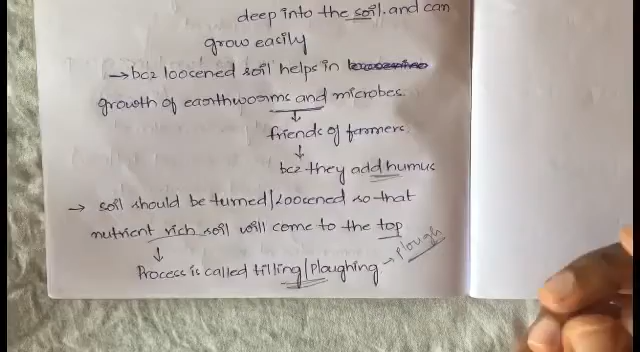 deep into the soil. and can
grow easily
→ bcz loosened soil helps in
growth of earthworms and microbes.
↓
friends of farmers.
↓
bcz they add humus
→ soil should be turned/loosened so that
nutrient rich soil will come to the top
↓
Process is called tilling/Ploughing → Plough